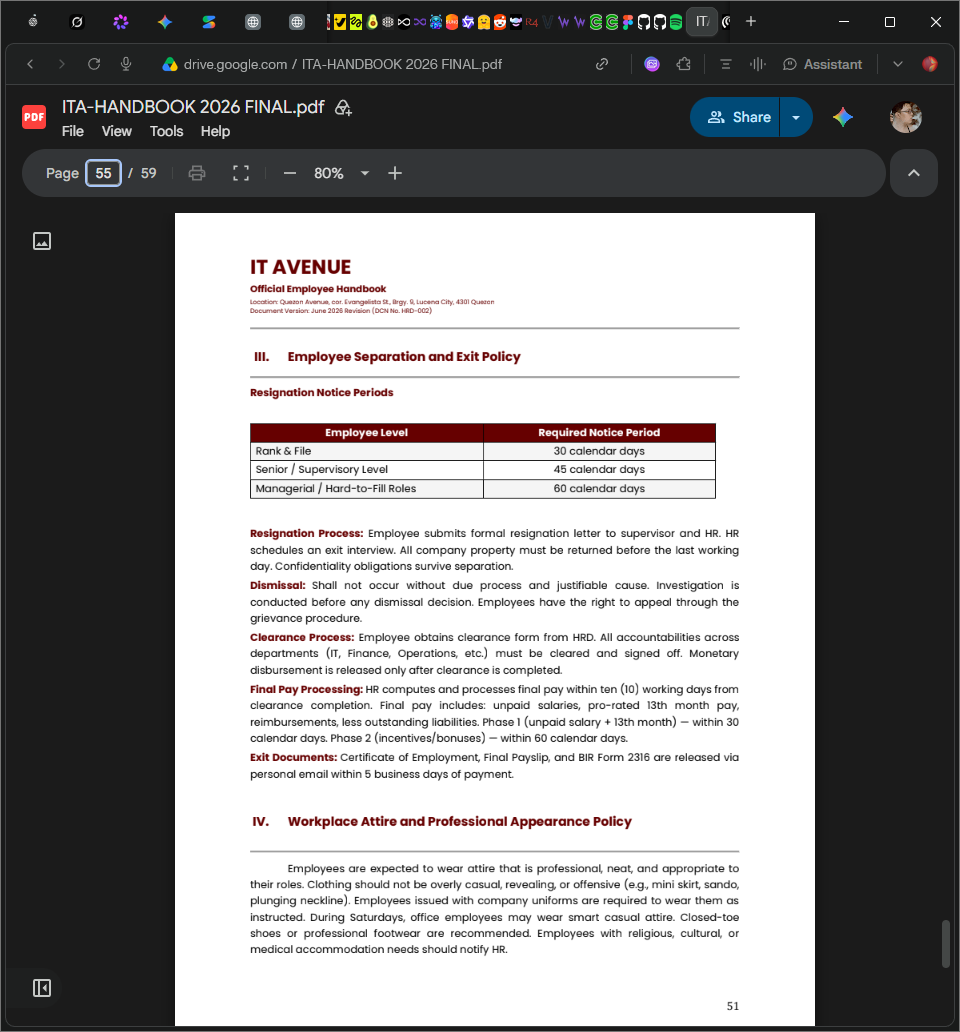 drive.google.com / ITA-HANDBOOK 2026 FINAL.pdf
Assistant
PDF
ITA-HANDBOOK 2026 FINAL.pdf
File View Tools Help
Share
Page 55 / 59
80%
IT AVENUE
Official Employee Handbook
Location: Quezon Avenue, cor. Evangelista St., Brgy. 9, Lucena City, 4301 Quezon
Document Version: June 2026 Revision (DCN No. HRD-002)
III. Employee Separation and Exit Policy
Resignation Notice Periods
Employee Level Required Notice Period
Rank & File 30 calendar days
Senior / Supervisory Level 45 calendar days
Managerial / Hard-to-Fill Roles 60 calendar days
Resignation Process: Employee submits formal resignation letter to supervisor and HR. HR
schedules an exit interview. All company property must be returned before the last working
day. Confidentiality obligations survive separation.
Dismissal: Shall not occur without due process and justifiable cause. Investigation is
conducted before any dismissal decision. Employees have the right to appeal through the
grievance procedure.
Clearance Process: Employee obtains clearance form from HRD. All accountabilities across
departments (IT, Finance, Operations, etc.) must be cleared and signed off. Monetary
disbursement is released only after clearance is completed.
Final Pay Processing: HR computes and processes final pay within ten (10) working days from
clearance completion. Final pay includes: unpaid salaries, pro-rated 13th month pay,
reimbursements, less outstanding liabilities. Phase 1 (unpaid salary + 13th month) — within 30
calendar days. Phase 2 (incentives/bonuses) — within 60 calendar days.
Exit Documents: Certificate of Employment, Final Payslip, and BIR Form 2316 are released via
personal email within 5 business days of payment.
IV. Workplace Attire and Professional Appearance Policy
Employees are expected to wear attire that is professional, neat, and appropriate to
their roles. Clothing should not be overly casual, revealing, or offensive (e.g., mini skirt, sando,
plunging neckline). Employees issued with company uniforms are required to wear them as
instructed. During Saturdays, office employees may wear smart casual attire. Closed-toe
shoes or professional footwear are recommended. Employees with religious, cultural, or
medical accommodation needs should notify HR.
51